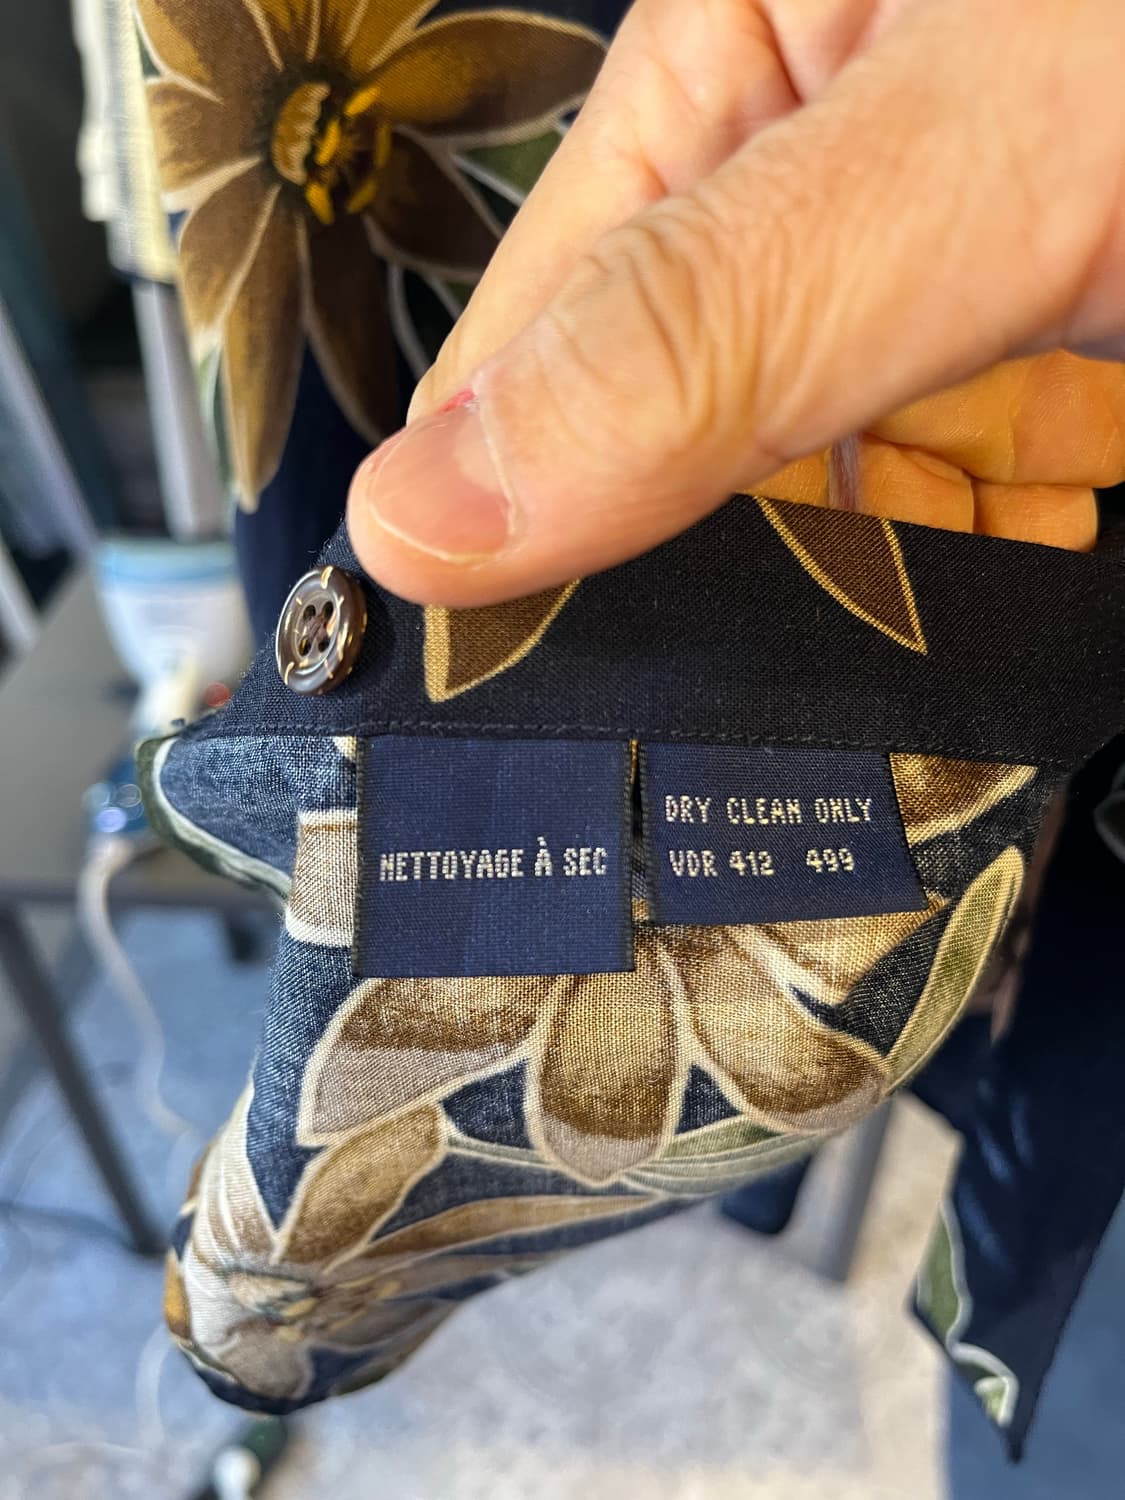 NETTOYAGE À SEC
DRY CLEAN ONLY
VDR 412 499